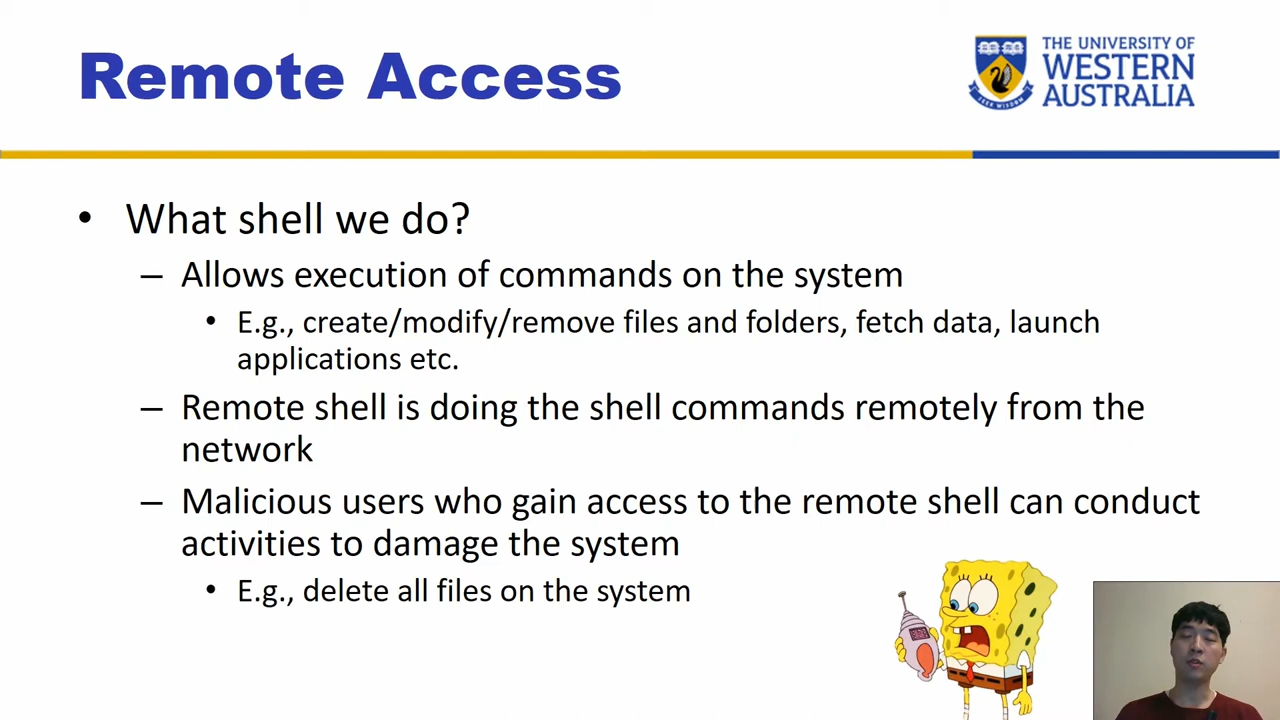 Remote Access
THE UNIVERSITY OF
WESTERN
AUSTRALIA
SEEK WISDOM
• What shell we do?
– Allows execution of commands on the system
• E.g., create/modify/remove files and folders, fetch data, launch
applications etc.
– Remote shell is doing the shell commands remotely from the
network
– Malicious users who gain access to the remote shell can conduct
activities to damage the system
• E.g., delete all files on the system